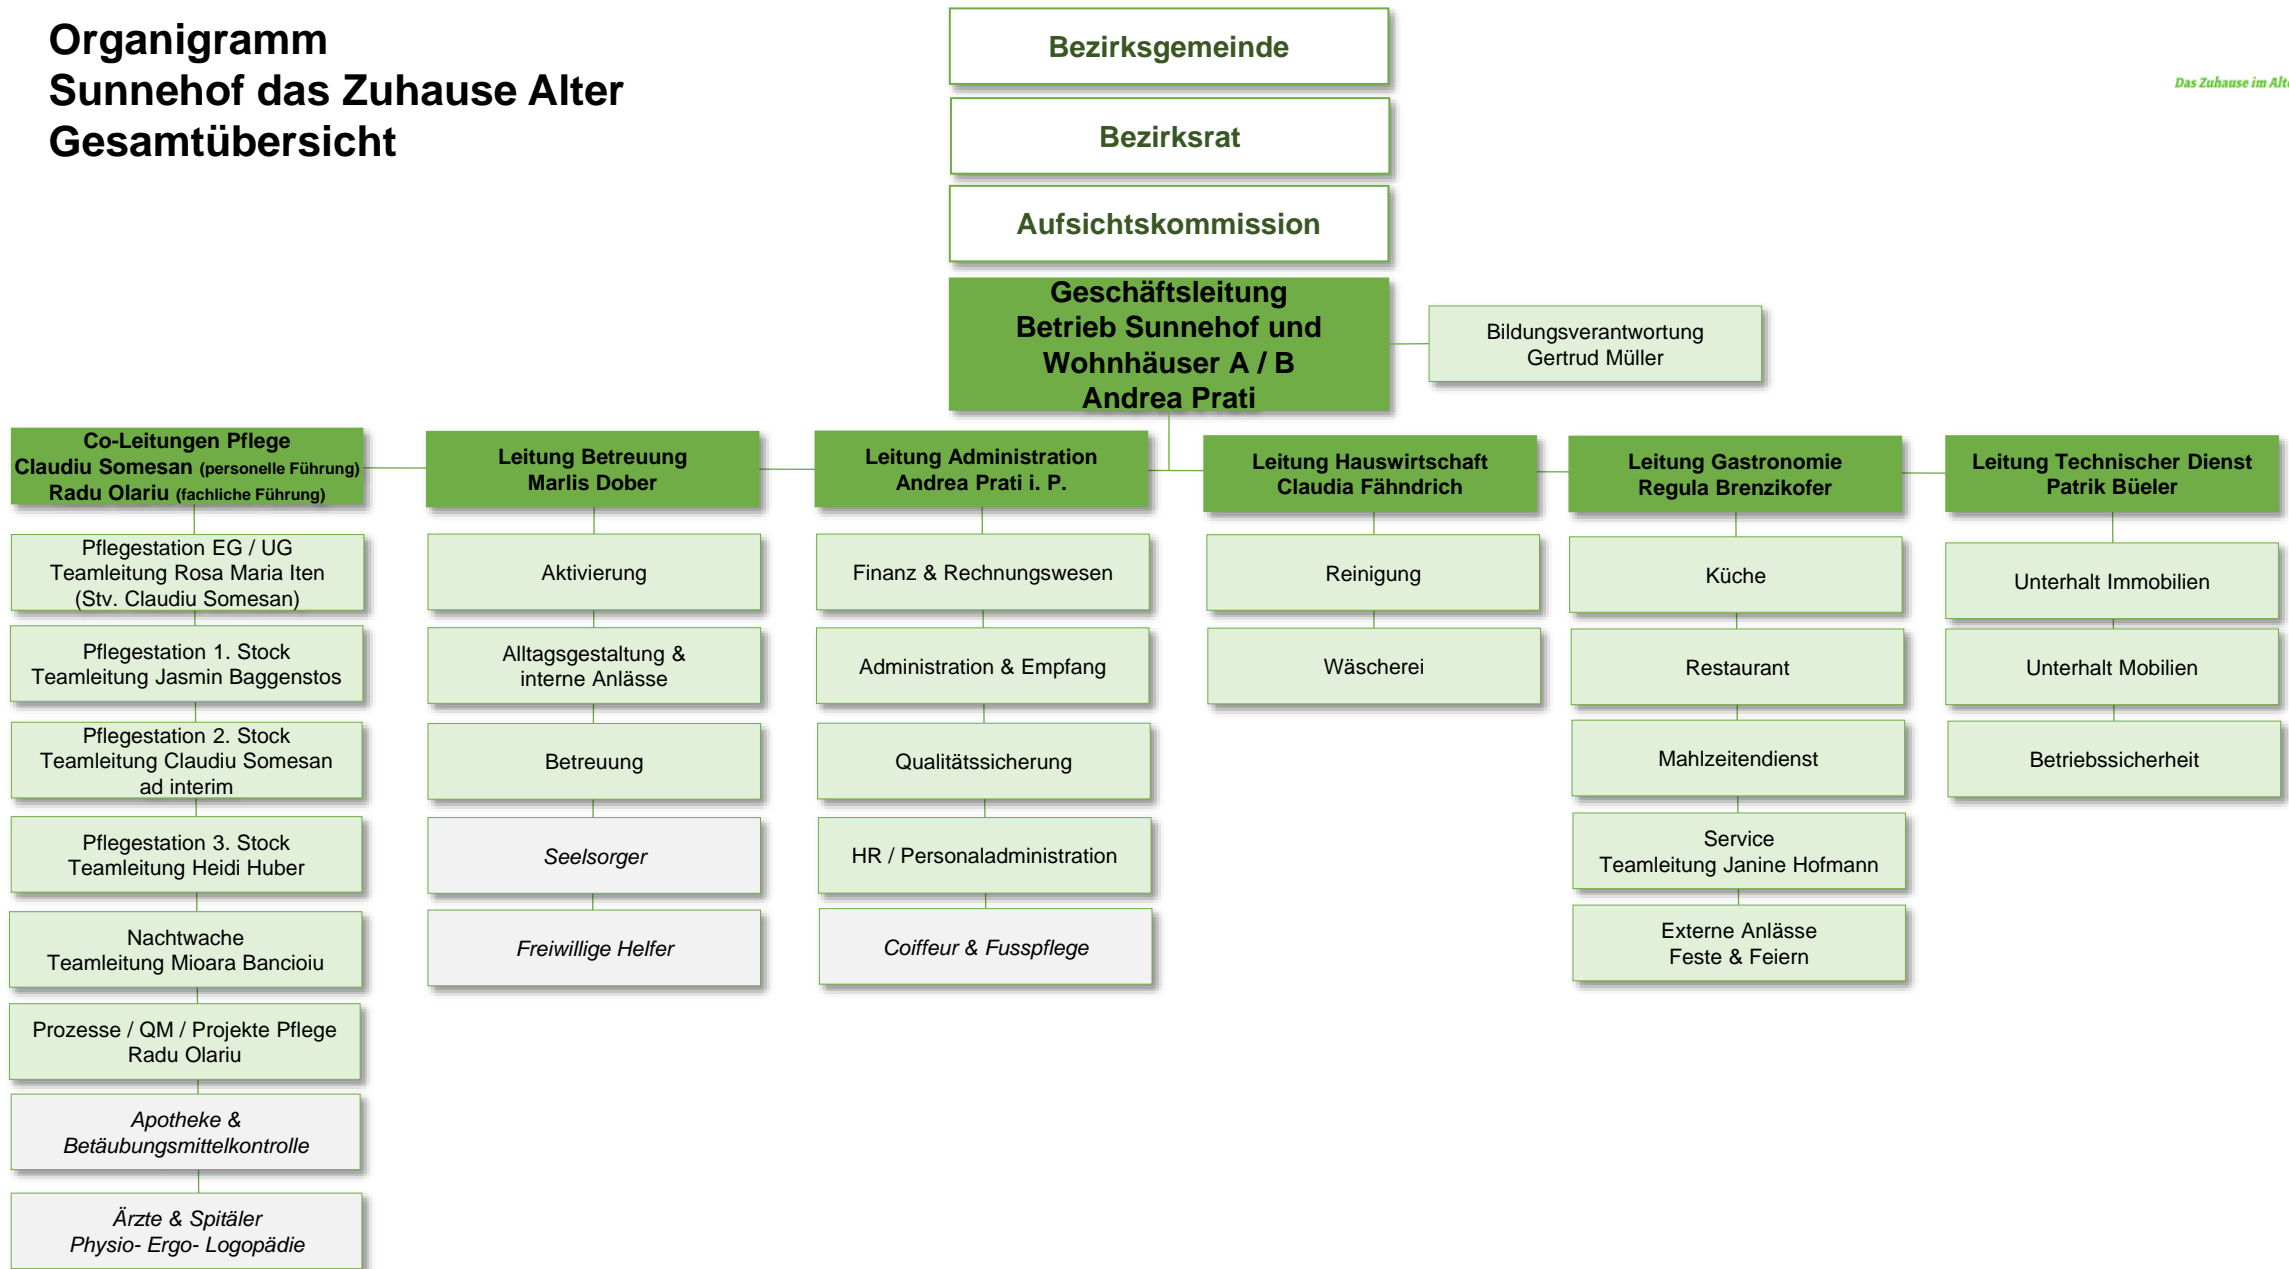 Organigramm
Sunnehof das Zuhause Alter
Gesamtübersicht
Bezirksgemeinde
Das Zuhause im Alte
Bezirksrat
Aufsichtskommission
Geschäftsleitung
Betrieb Sunnehof und
Wohnhäuser A / B
Andrea Prati
Bildungsverantwortung
Gertrud Müller
Co-Leitungen Pflege
Claudiu Somesan (personelle Führung)
Radu Olariu (fachliche Führung)
Pflegestation EG / UG
Teamleitung Rosa Maria Iten
(Stv. Claudiu Somesan)
Pflegestation 1. Stock
Teamleitung Jasmin Baggenstos
Pflegestation 2. Stock
Teamleitung Claudiu Somesan
ad interim
Pflegestation 3. Stock
Teamleitung Heidi Huber
Nachtwache
Teamleitung Mioara Bancioiu
Prozesse / QM / Projekte Pflege
Radu Olariu
Apotheke &
Betäubungsmittelkontrolle
Ärzte & Spitäler
Physio- Ergo- Logopädie
Leitung Betreuung
Marlis Dober
Aktivierung
Alltagsgestaltung &
interne Anlässe
Betreuung
Seelsorger
Freiwillige Helfer
Leitung Administration
Andrea Prati i. P.
Finanz & Rechnungswesen
Administration & Empfang
Qualitätssicherung
HR / Personaladministration
Coiffeur & Fusspflege
Leitung Hauswirtschaft
Claudia Fähndrich
Reinigung
Wäscherei
Leitung Gastronomie
Regula Brenzikofer
Küche
Restaurant
Mahlzeitendienst
Service
Teamleitung Janine Hofmann
Externe Anlässe
Feste & Feiern
Leitung Technischer Dienst
Patrik Büeler
Unterhalt Immobilien
Unterhalt Mobilien
Betriebssicherheit